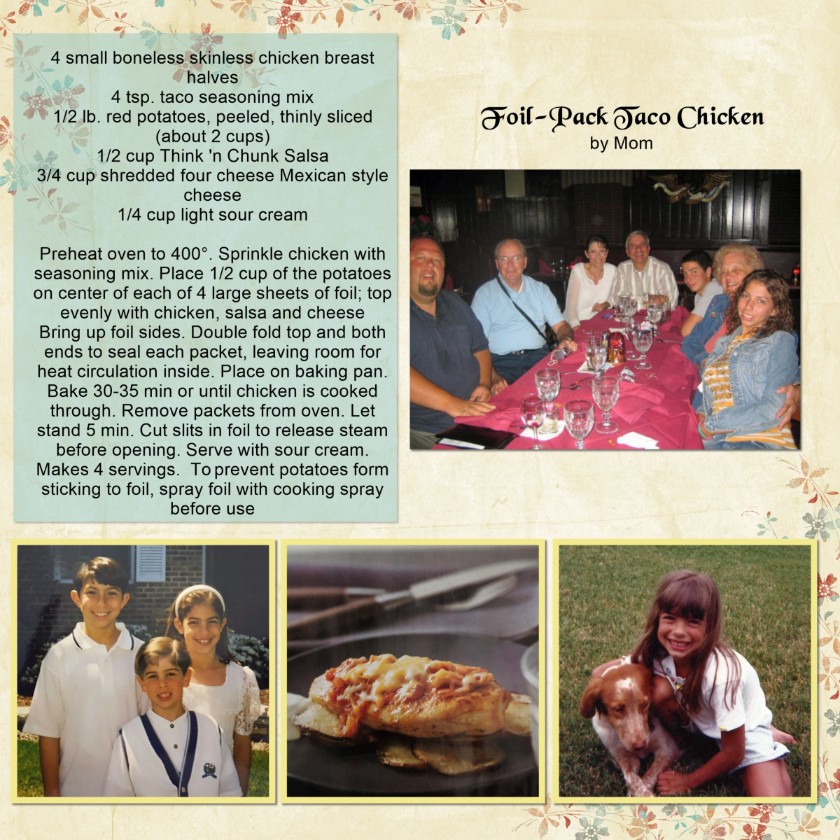 4 small boneless skinless chicken breast
halves
4 tsp. taco seasoning mix
1/2 lb. red potatoes, peeled, thinly sliced
(about 2 cups)
1/2 cup Think 'n Chunk Salsa
3/4 cup shredded four cheese Mexican style
cheese
1/4 cup light sour cream
Preheat oven to 400°. Sprinkle chicken with
seasoning mix. Place 1/2 cup of the potatoes
on center of each of 4 large sheets of foil; top
evenly with chicken, salsa and cheese
Bring up foil sides. Double fold top and both
ends to seal each packet, leaving room for
heat circulation inside. Place on baking pan.
Bake 30-35 min or until chicken is cooked
through. Remove packets from oven. Let
stand 5 min. Cut slits in foil to release steam
before opening. Serve with sour cream.
Makes 4 servings. To prevent potatoes form
sticking to foil, spray foil with cooking spray
before use
Foil-Pack Taco Chicken
by Mom